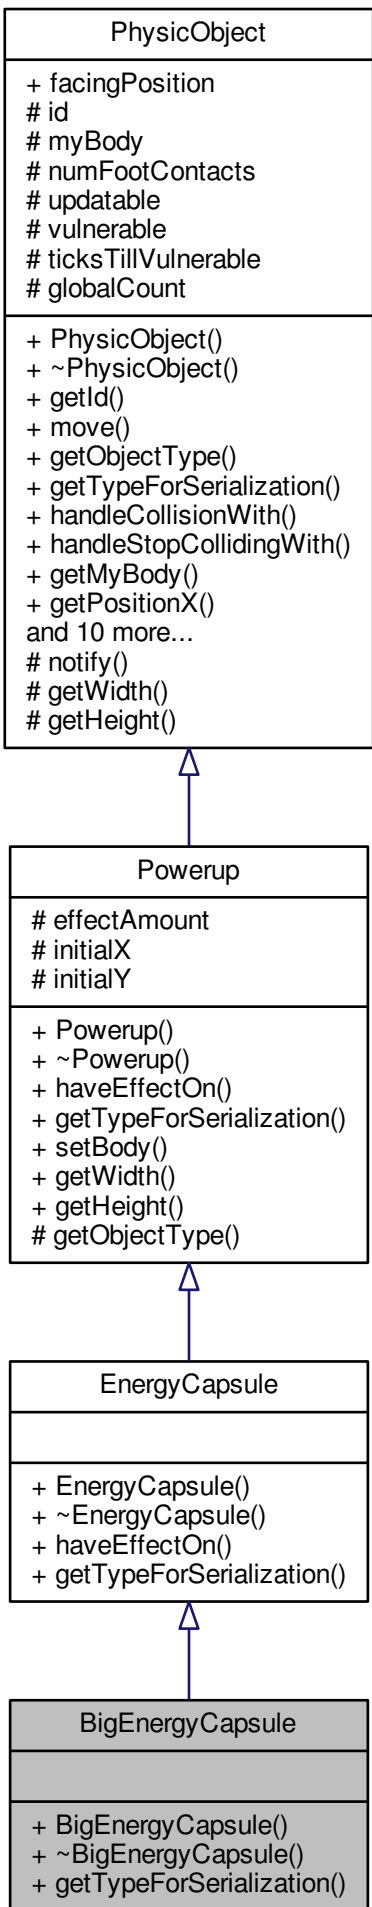 PhysicObject
+ facingPosition
# id
# myBody
# numFootContacts
# updatable
# vulnerable
# ticksTillVulnerable
# globalCount
+ PhysicObject()
+ ~PhysicObject()
+ getId()
+ move()
+ getObjectType()
+ getTypeForSerialization()
+ handleCollisionWith()
+ handleStopCollidingWith()
+ getMyBody()
+ getPositionX()
and 10 more...
# notify()
# getWidth()
# getHeight()
Powerup
# effectAmount
# initialX
# initialY
+ Powerup()
+ ~Powerup()
+ haveEffectOn()
+ getTypeForSerialization()
+ setBody()
+ getWidth()
+ getHeight()
# getObjectType()
EnergyCapsule
+ EnergyCapsule()
+ ~EnergyCapsule()
+ haveEffectOn()
+ getTypeForSerialization()
BigEnergyCapsule
+ BigEnergyCapsule()
+ ~BigEnergyCapsule()
+ getTypeForSerialization()